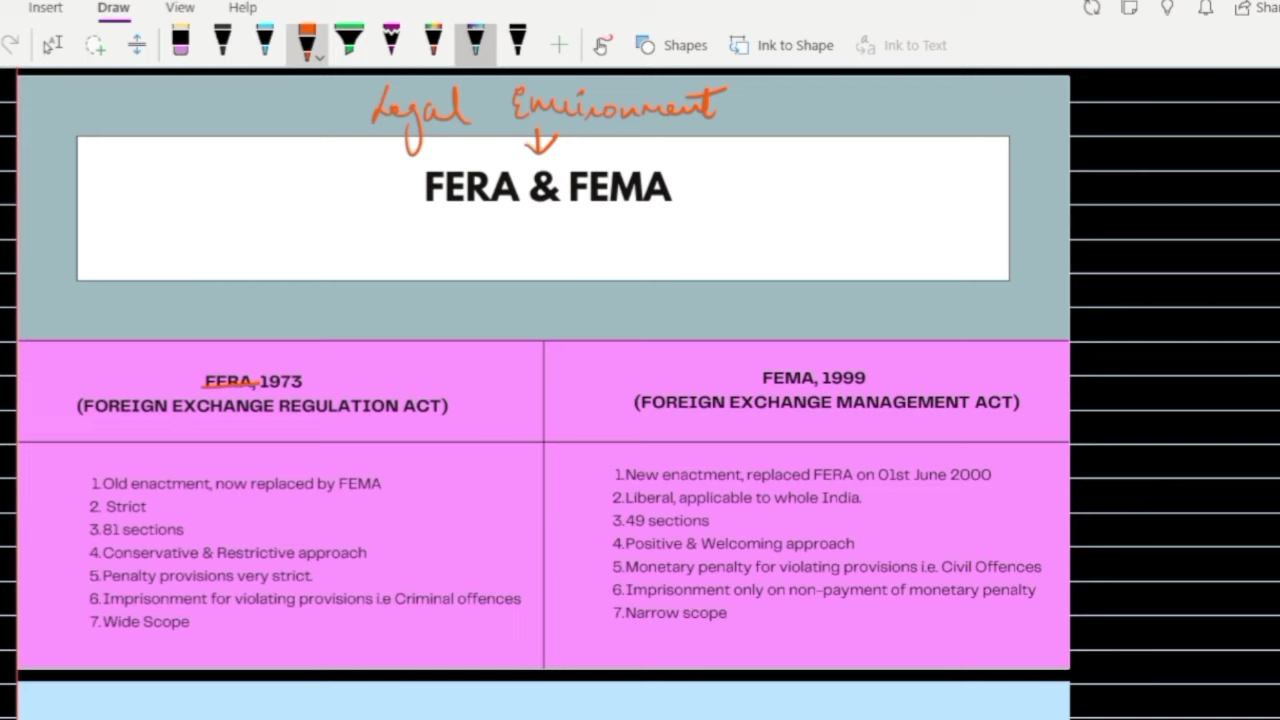 Insert Draw View Help
Shapes Ink to Shape Ink to Text
Legal Environment
FERA & FEMA
FERA, 1973
(FOREIGN EXCHANGE REGULATION ACT)
FEMA, 1999
(FOREIGN EXCHANGE MANAGEMENT ACT)
1.Old enactment, now replaced by FEMA
2. Strict
3.81 sections
4.Conservative & Restrictive approach
5.Penalty provisions very strict.
6.Imprisonment for violating provisions i.e Criminal offences
7.Wide Scope
1.New enactment, replaced FERA on 01st June 2000
2.Liberal, applicable to whole India.
3.49 sections
4.Positive & Welcoming approach
5.Monetary penalty for violating provisions i.e. Civil Offences
6.Imprisonment only on non-payment of monetary penalty
7.Narrow scope